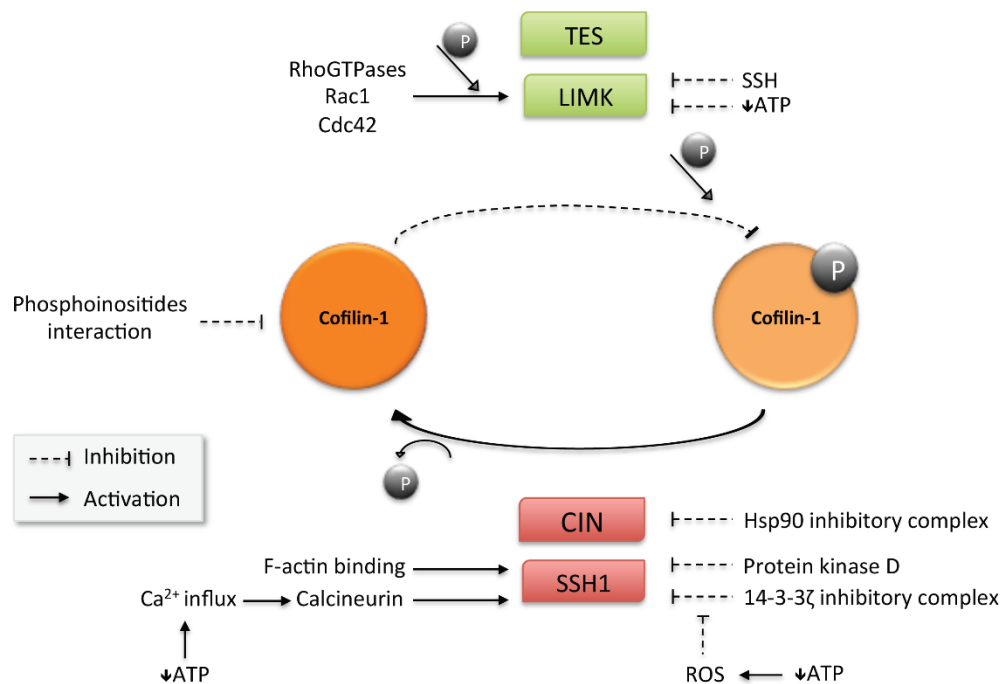 P
TES
RhoGTPases
Rac1
Cdc42
LIMK
SSH
↓ATP
P
P
Phosphoinositides
interaction
Cofilin-1
Cofilin-1
Inhibition
Activation
P
CIN
Hsp90 inhibitory complex
F-actin binding
SSH1
Protein kinase D
Ca²⁺ influx
Calcineurin
14-3-3ζ inhibitory complex
↓ATP
ROS
↓ATP